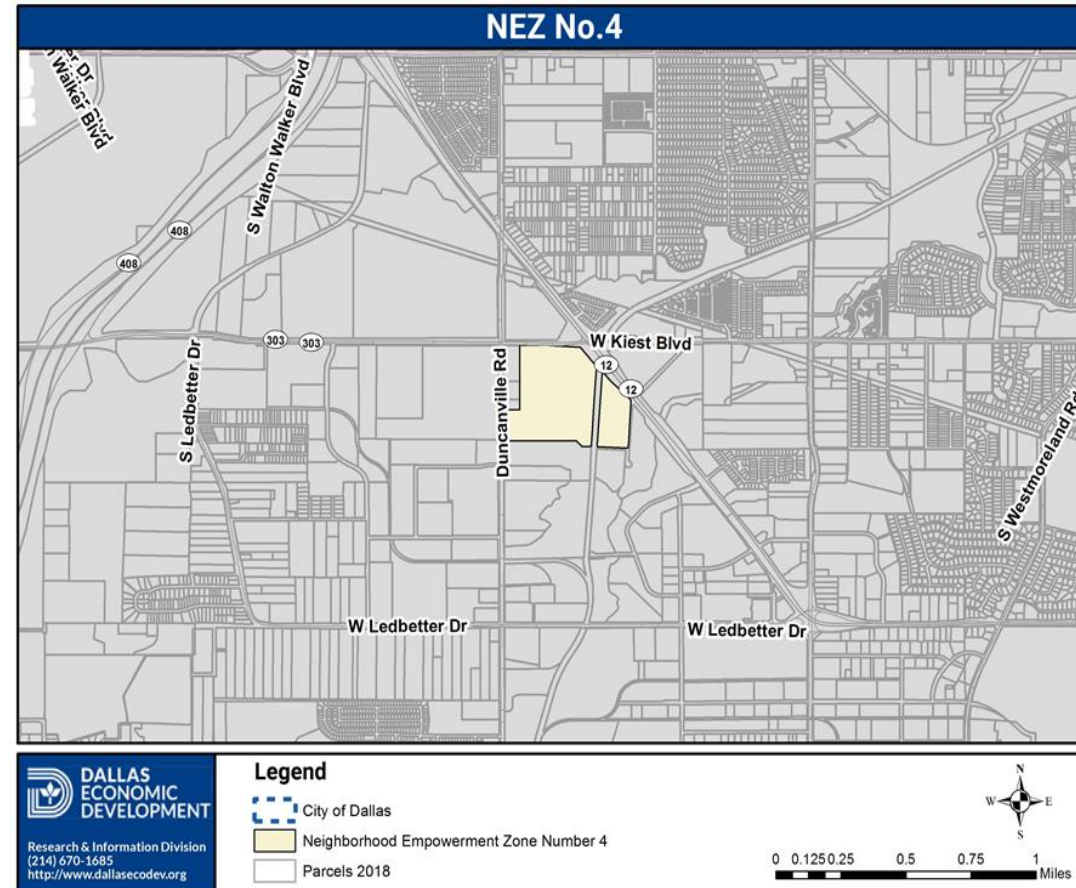 NEZ No.4
Walker Blvd
S Walton Walker Blvd
408
408
303
303
W Kiest Blvd
12
12
S Ledbetter Dr
Duncanville Rd
S Westmoreland Rd
W Ledbetter Dr
W Ledbetter Dr
DALLAS
ECONOMIC
DEVELOPMENT
Research & Information Division
(214) 670-1685
http://www.dallasecodev.org
Legend
City of Dallas
Neighborhood Empowerment Zone Number 4
Parcels 2018
N
W E
S
0 0.125 0.25 0.5 0.75 1
Miles